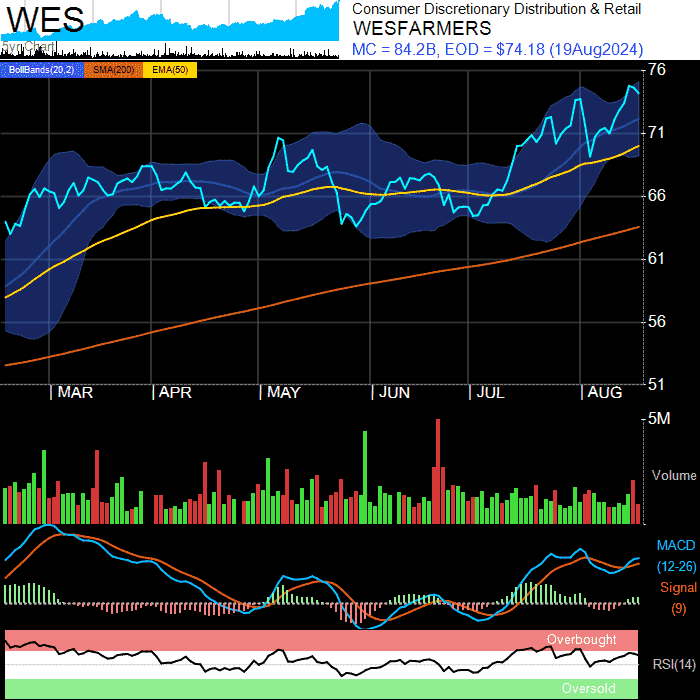 WES
Consumer Discretionary Distribution & Retail
WESFARMERS
MC = 84.2B, EOD = $74.18 (19Aug2024)
BollBands(20,2) SMA(200) EMA(50)
76
71
66
61
56
51
MAR APR MAY JUN JUL AUG
5M
Volume
MACD
(12-26)
Signal
(9)
Overbought
RSI(14)
Oversold